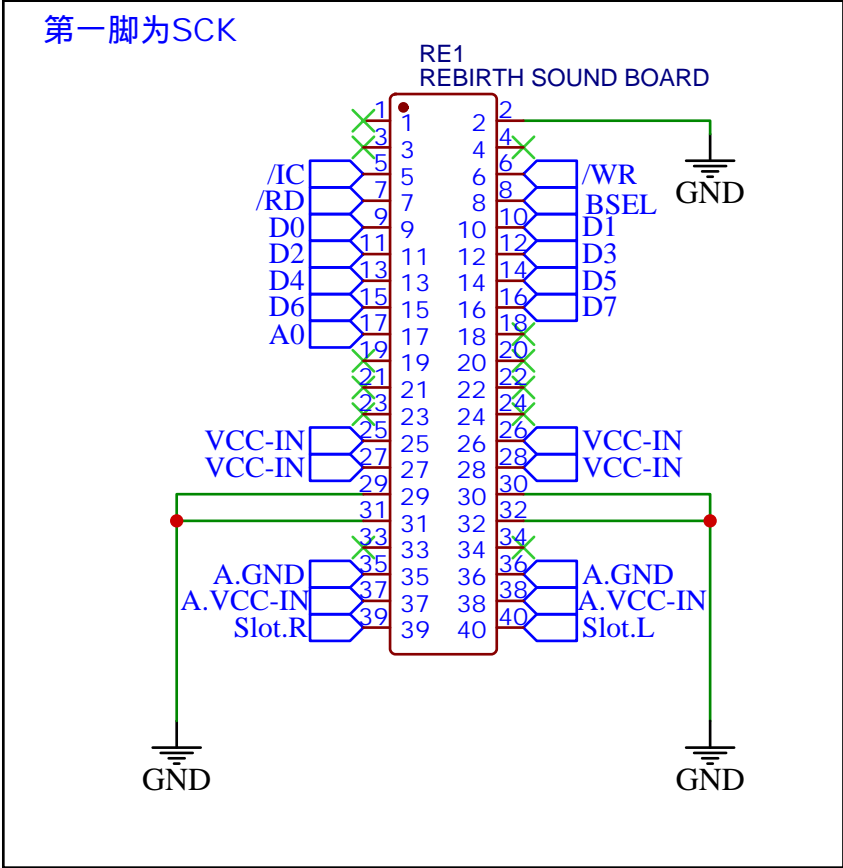 第一脚为SCK
RE1
REBIRTH SOUND BOARD
1 1 2 2
3 3 4 4 GND
/IC 5 5 6 6 /WR
/RD 7 7 8 8 BSEL
D0 9 9 10 10 D1
D2 11 11 12 12 D3
D4 13 13 14 14 D5
D6 15 15 16 16 D7
A0 17 17 18 18
19 19 20 20
21 21 22 22
23 23 24 24
VCC-IN 25 25 26 26 VCC-IN
VCC-IN 27 27 28 28 VCC-IN
29 29 30 30
31 31 32 32
33 33 34 34
A.GND 35 35 36 36 A.GND
A.VCC-IN 37 37 38 38 A.VCC-IN
Slot.R 39 39 40 40 Slot.L
GND GND